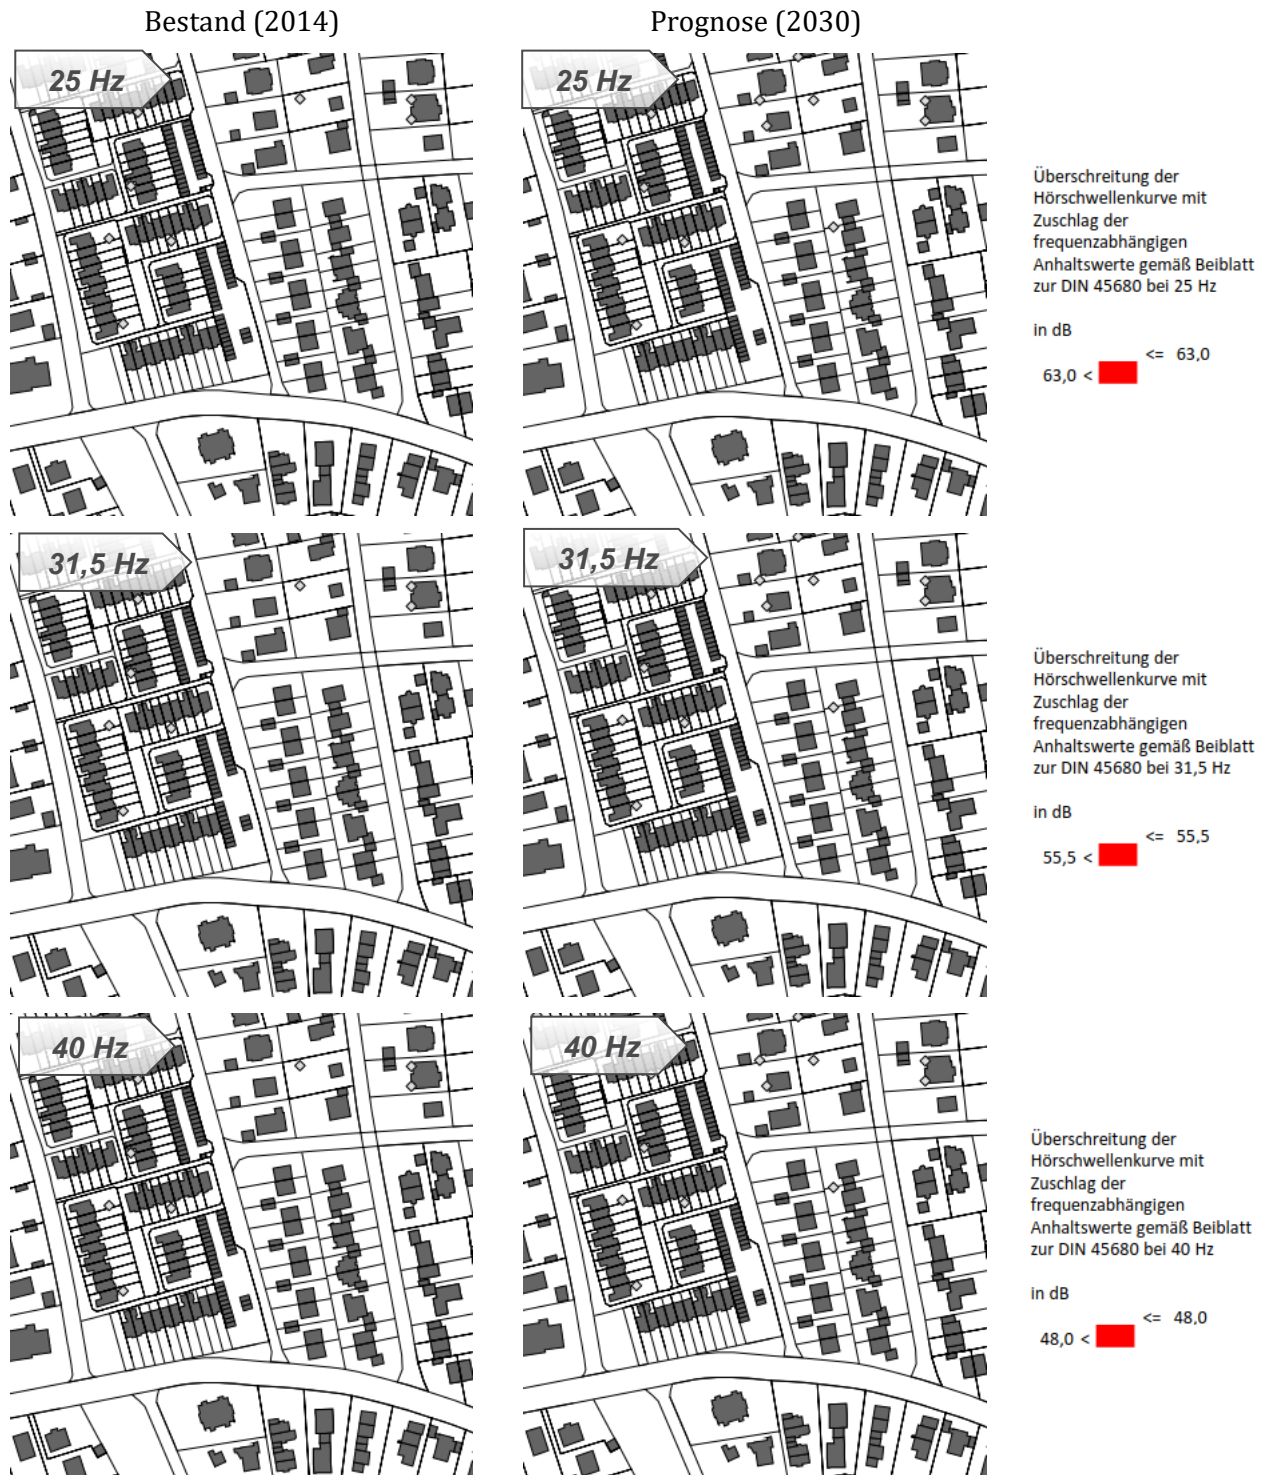 Bestand (2014)
Prognose (2030)
25 Hz
25 Hz
Überschreitung der
Hörschwellenkurve mit
Zuschlag der
frequenzabhängigen
Anhaltswerte gemäß Beiblatt
zur DIN 45680 bei 25 Hz
in dB
<= 63,0
63,0 <
31,5 Hz
31,5 Hz
Überschreitung der
Hörschwellenkurve mit
Zuschlag der
frequenzabhängigen
Anhaltswerte gemäß Beiblatt
zur DIN 45680 bei 31,5 Hz
in dB
<= 55,5
55,5 <
40 Hz
40 Hz
Überschreitung der
Hörschwellenkurve mit
Zuschlag der
frequenzabhängigen
Anhaltswerte gemäß Beiblatt
zur DIN 45680 bei 40 Hz
in dB
<= 48,0
48,0 <